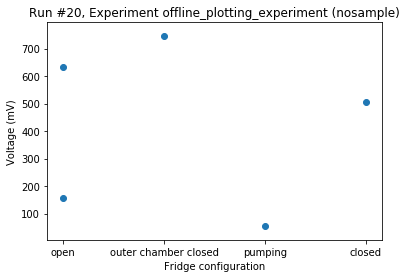 Run #20, Experiment offline_plotting_experiment (nosample)
700
600
500
400
300
200
100
Voltage (mV)
open outer chamber closed pumping closed
Fridge configuration